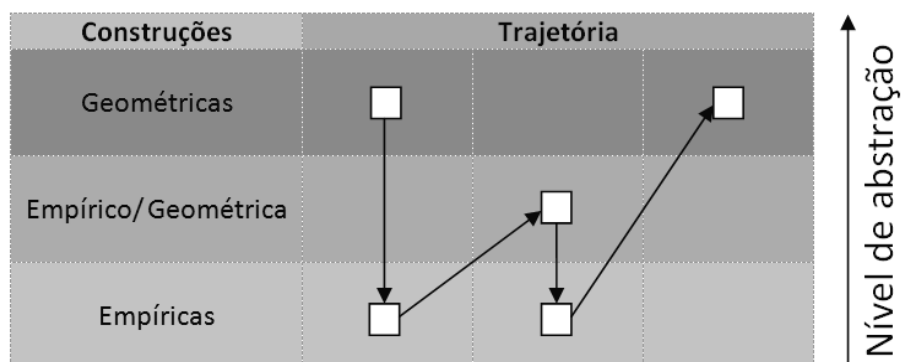 Construções Trajetória
Geométricas
Empírico/Geométrica
Empíricas
Nível de abstração